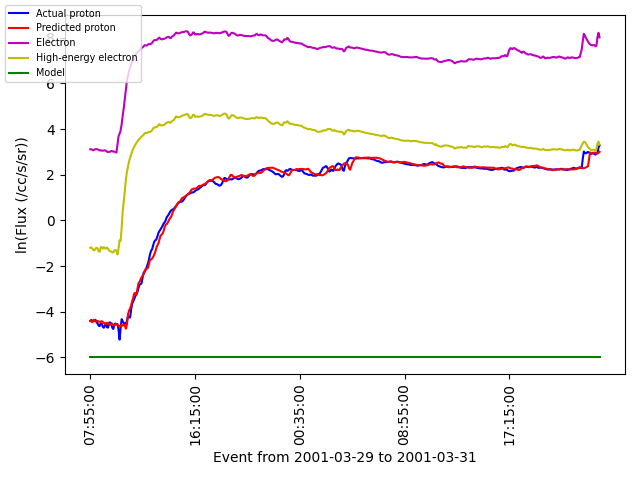 Actual proton
Predicted proton
Electron
High-energy electron
Model
8
6
4
2
0
−2
−4
−6
ln(Flux (/cc/s/sr))
07:55:00
16:15:00
00:35:00
08:55:00
17:15:00
Event from 2001-03-29 to 2001-03-31